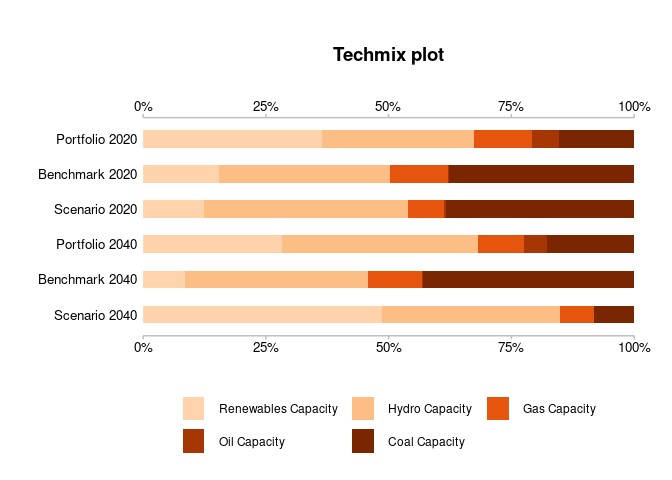 Techmix plot
0% 25% 50% 75% 100%
Portfolio 2020
Benchmark 2020
Scenario 2020
Portfolio 2040
Benchmark 2040
Scenario 2040
0% 25% 50% 75% 100%
Renewables Capacity Hydro Capacity Gas Capacity
Oil Capacity Coal Capacity